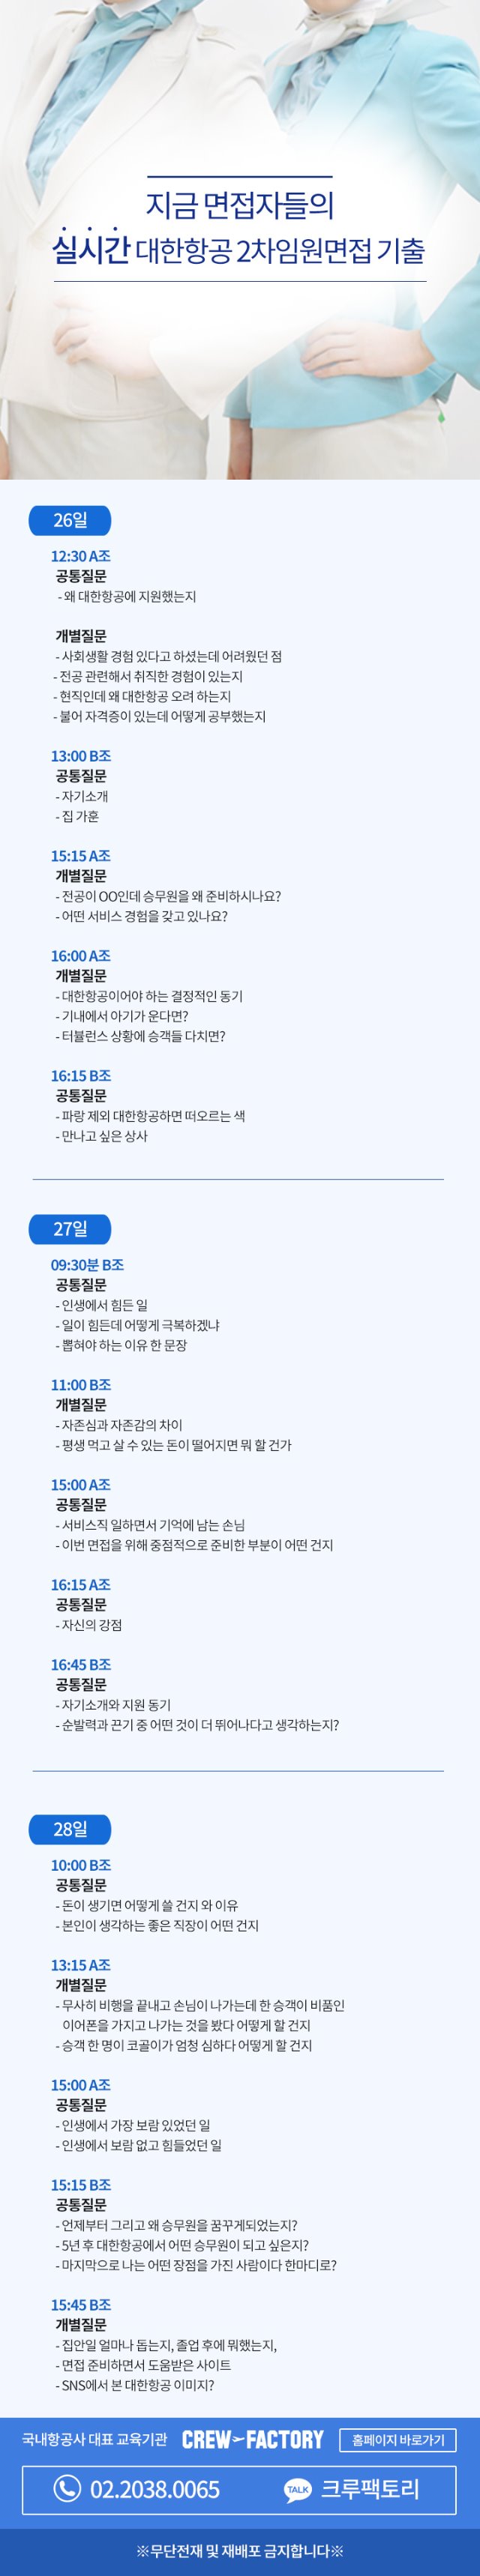 지금 면접자들의
실시간 대한항공 2차임원면접 기출
26일
12:30 A조
공통질문
- 왜 대한항공에 지원했는지
개별질문
- 사회생활 경험 있다고 하셨는데 어려웠던 점
- 전공 관련해서 취직한 경험이 있는지
- 현직인데 왜 대한항공 오려 하는지
- 불어 자격증이 있는데 어떻게 공부했는지
13:00 B조
공통질문
- 자기소개
- 집 가훈
15:15 A조
개별질문
- 전공이 OO인데 승무원을 왜 준비하시나요?
- 어떤 서비스 경험을 갖고 있나요?
16:00 A조
개별질문
- 대한항공이어야 하는 결정적인 동기
- 기내에서 아기가 운다면?
- 터뷸런스 상황에 승객들 다치면?
16:15 B조
공통질문
- 파랑 제외 대한항공하면 떠오르는 색
- 만나고 싶은 상사
27일
09:30분 B조
공통질문
- 인생에서 힘든 일
- 일이 힘든데 어떻게 극복하겠냐
- 뽑혀야 하는 이유 한 문장
11:00 B조
개별질문
- 자존심과 자존감의 차이
- 평생 먹고 살 수 있는 돈이 떨어지면 뭐 할 건가
15:00 A조
공통질문
- 서비스직 일하면서 기억에 남는 손님
- 이번 면접을 위해 중점적으로 준비한 부분이 어떤 건지
16:15 A조
공통질문
- 자신의 강점
16:45 B조
공통질문
- 자기소개와 지원 동기
- 순발력과 끈기 중 어떤 것이 더 뛰어나다고 생각하는지?
28일
10:00 B조
공통질문
- 돈이 생기면 어떻게 쓸 건지 와 이유
- 본인이 생각하는 좋은 직장이 어떤 건지
13:15 A조
개별질문
- 무사히 비행을 끝내고 손님이 나가는데 한 승객이 비품인
이어폰을 가지고 나가는 것을 봤다 어떻게 할 건지
- 승객 한 명이 코골이가 엄청 심하다 어떻게 할 건지
15:00 A조
공통질문
- 인생에서 가장 보람 있었던 일
- 인생에서 보람 없고 힘들었던 일
15:15 B조
공통질문
- 언제부터 그리고 왜 승무원을 꿈꾸게되었는지?
- 5년 후 대한항공에서 어떤 승무원이 되고 싶은지?
- 마지막으로 나는 어떤 장점을 가진 사람이다 한마디로?
15:45 B조
개별질문
- 집안일 얼마나 돕는지, 졸업 후에 뭐했는지,
- 면접 준비하면서 도움받은 사이트
- SNS에서 본 대한항공 이미지?
국내항공사 대표 교육기관 CREW FACTORY 홈페이지 바로가기
02.2038.0065 TALK 크루팩토리
※무단전재 및 재배포 금지합니다※